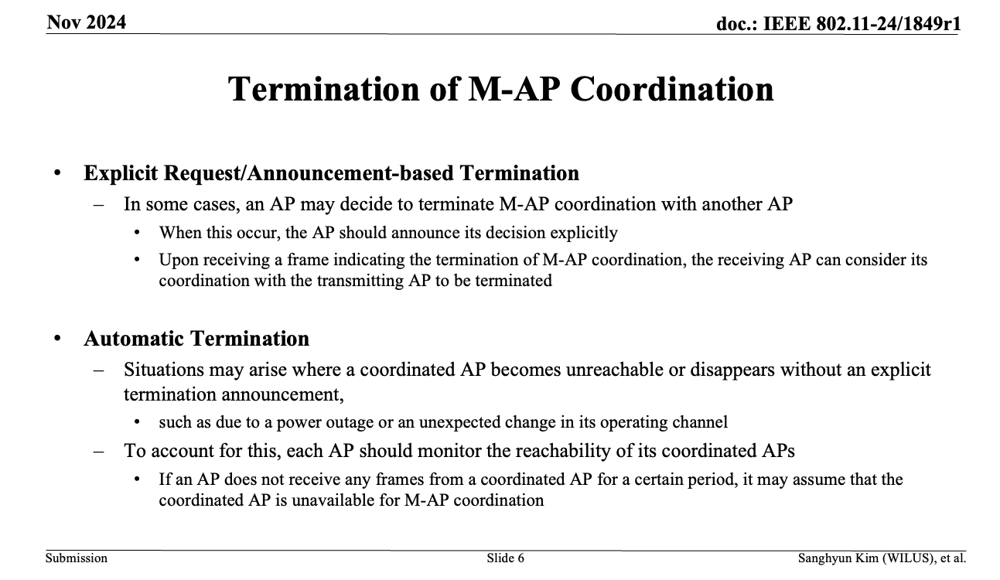 Nov 2024
doc.: IEEE 802.11-24/1849r1
Termination of M-AP Coordination
• Explicit Request/Announcement-based Termination
– In some cases, an AP may decide to terminate M-AP coordination with another AP
• When this occur, the AP should announce its decision explicitly
• Upon receiving a frame indicating the termination of M-AP coordination, the receiving AP can consider its
coordination with the transmitting AP to be terminated
• Automatic Termination
– Situations may arise where a coordinated AP becomes unreachable or disappears without an explicit
termination announcement,
• such as due to a power outage or an unexpected change in its operating channel
– To account for this, each AP should monitor the reachability of its coordinated APs
• If an AP does not receive any frames from a coordinated AP for a certain period, it may assume that the
coordinated AP is unavailable for M-AP coordination
Submission
Slide 6
Sanghyun Kim (WILUS), et al.